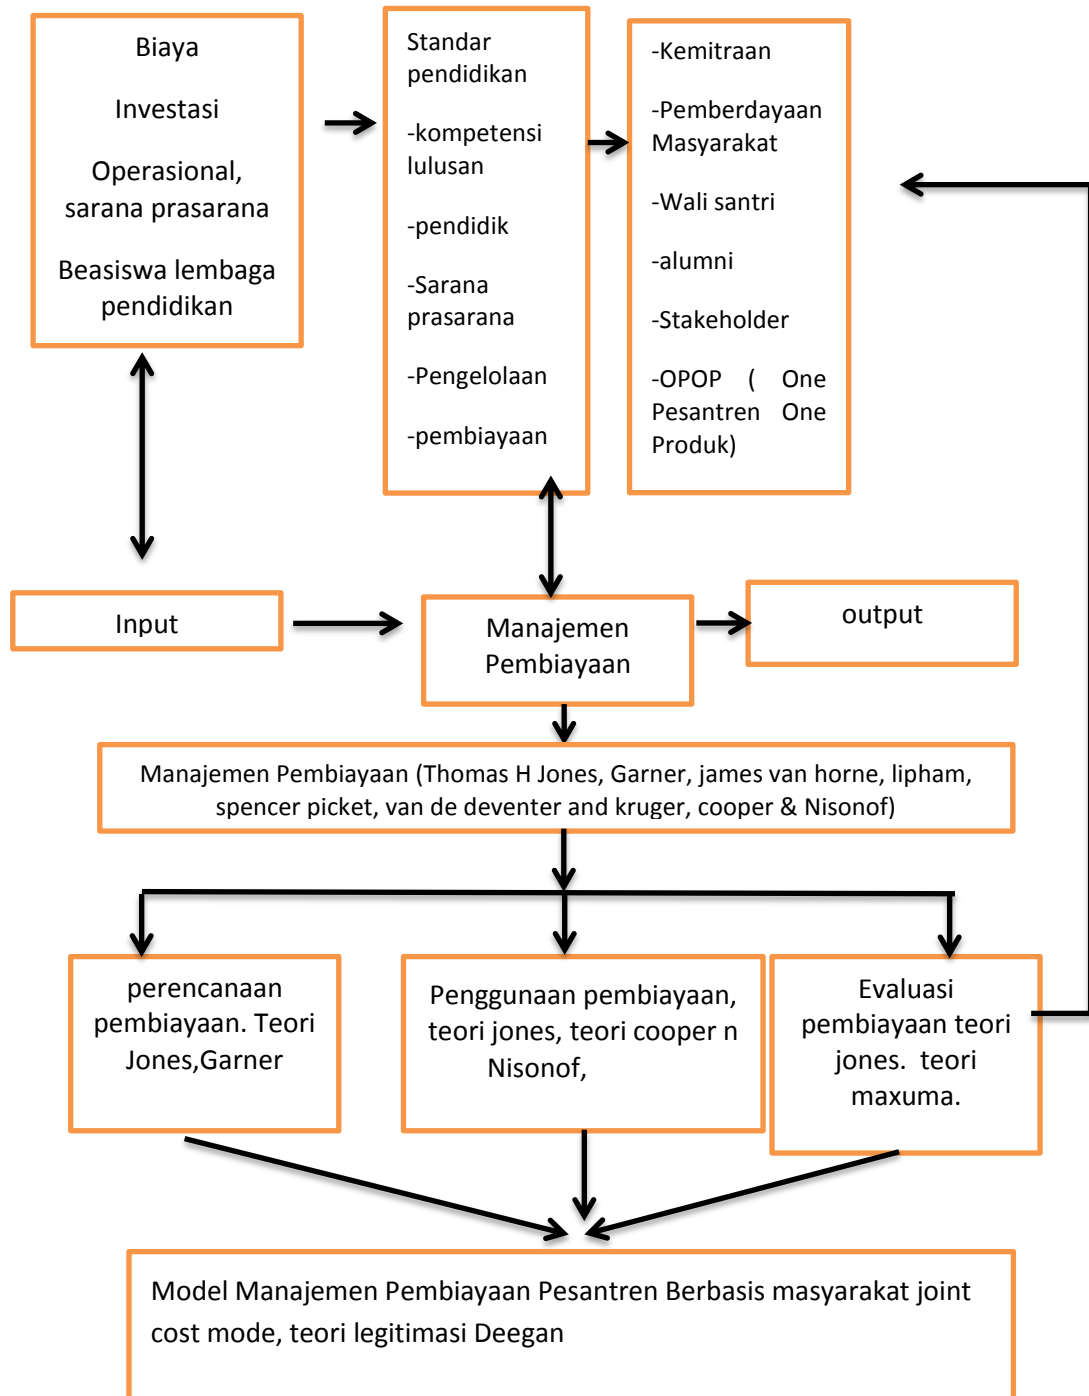 Biaya
Investasi
Operasional,
sarana prasarana
Beasiswa lembaga
pendidikan
Standar
pendidikan
-kompetensi
lulusan
-pendidik
-Sarana
prasarana
-Pengelolaan
-pembiayaan
-Kemitraan
-Pemberdayaan
Masyarakat
-Wali santri
-alumni
-Stakeholder
-OPOP ( One
Pesantren One
Produk)
Input
Manajemen
Pembiayaan
output
Manajemen Pembiayaan (Thomas H Jones, Garner, james van horne, lipham,
spencer picket, van de deventer and kruger, cooper & Nisonof)
perencanaan
pembiayaan. Teori
Jones,Garner
Penggunaan pembiayaan,
teori jones, teori cooper n
Nisonof,
Evaluasi
pembiayaan teori
jones. teori
maxuma.
Model Manajemen Pembiayaan Pesantren Berbasis masyarakat joint
cost mode, teori legitimasi Deegan